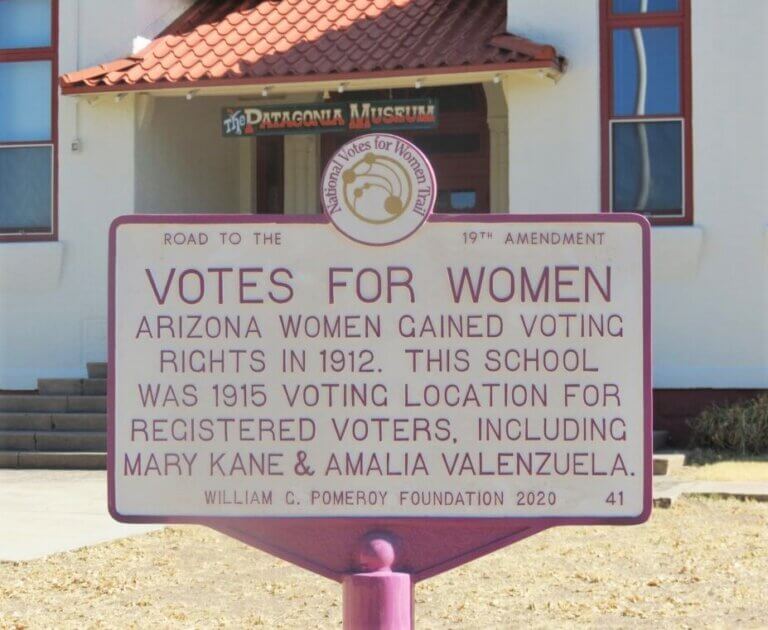 The PATAGONIA MUSEUM
National Votes for Women Trail
ROAD TO THE 19TH AMENDMENT
VOTES FOR WOMEN
ARIZONA WOMEN GAINED VOTING
RIGHTS IN 1912. THIS SCHOOL
WAS 1915 VOTING LOCATION FOR
REGISTERED VOTERS, INCLUDING
MARY KANE & AMALIA VALENZUELA.
WILLIAM G. POMEROY FOUNDATION 2020 41